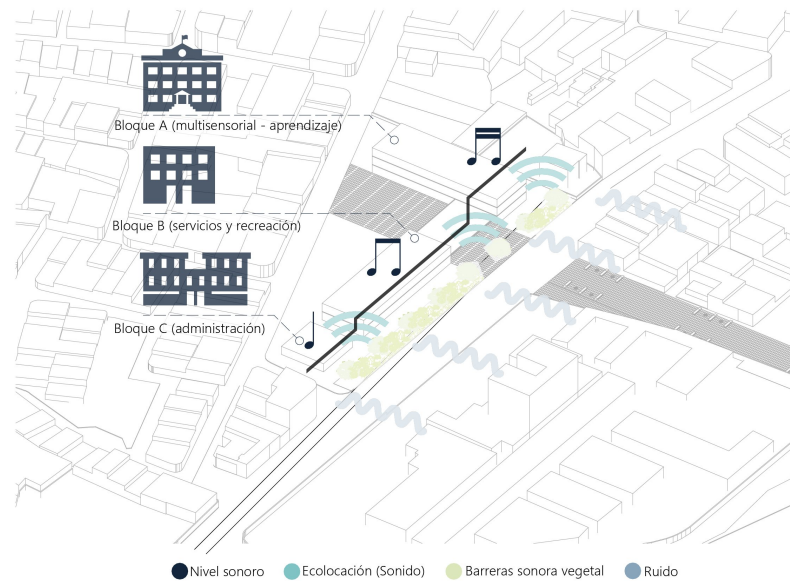 Bloque A (multisensorial - aprendizaje)
Bloque B (servicios y recreación)
Bloque C (administración)
Nivel sonoro
Ecolocación (Sonido)
Barreras sonora vegetal
Ruido